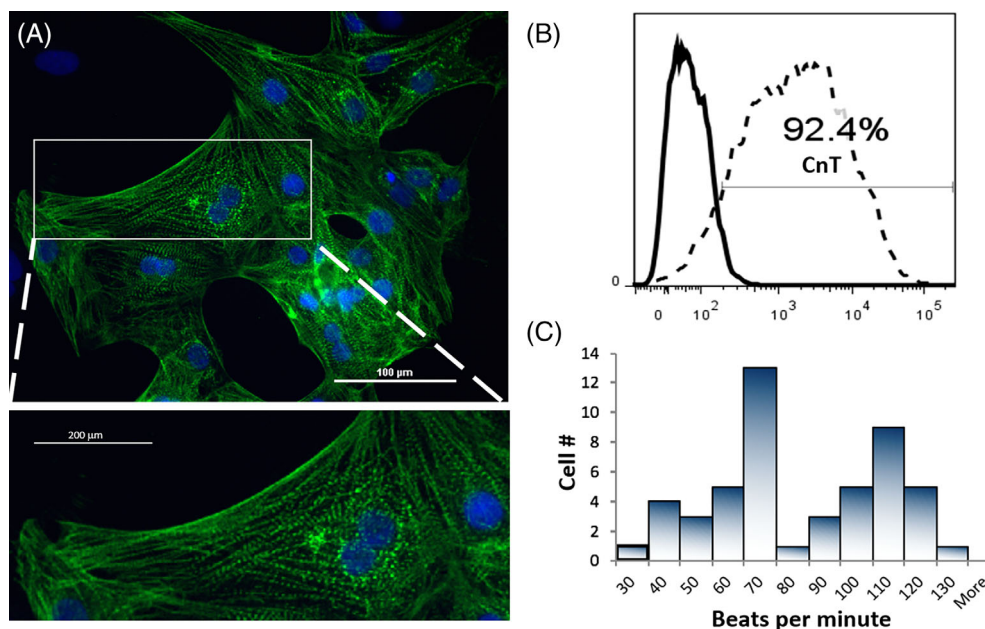 (A)
100 μm
200 μm
(B)
92.4%
CnT
0
0 10² 10³ 10⁴ 10⁵
(C)
Cell #
14
12
10
8
6
4
2
0
30 40 50 60 70 80 90 100 110 120 130 More
Beats per minute